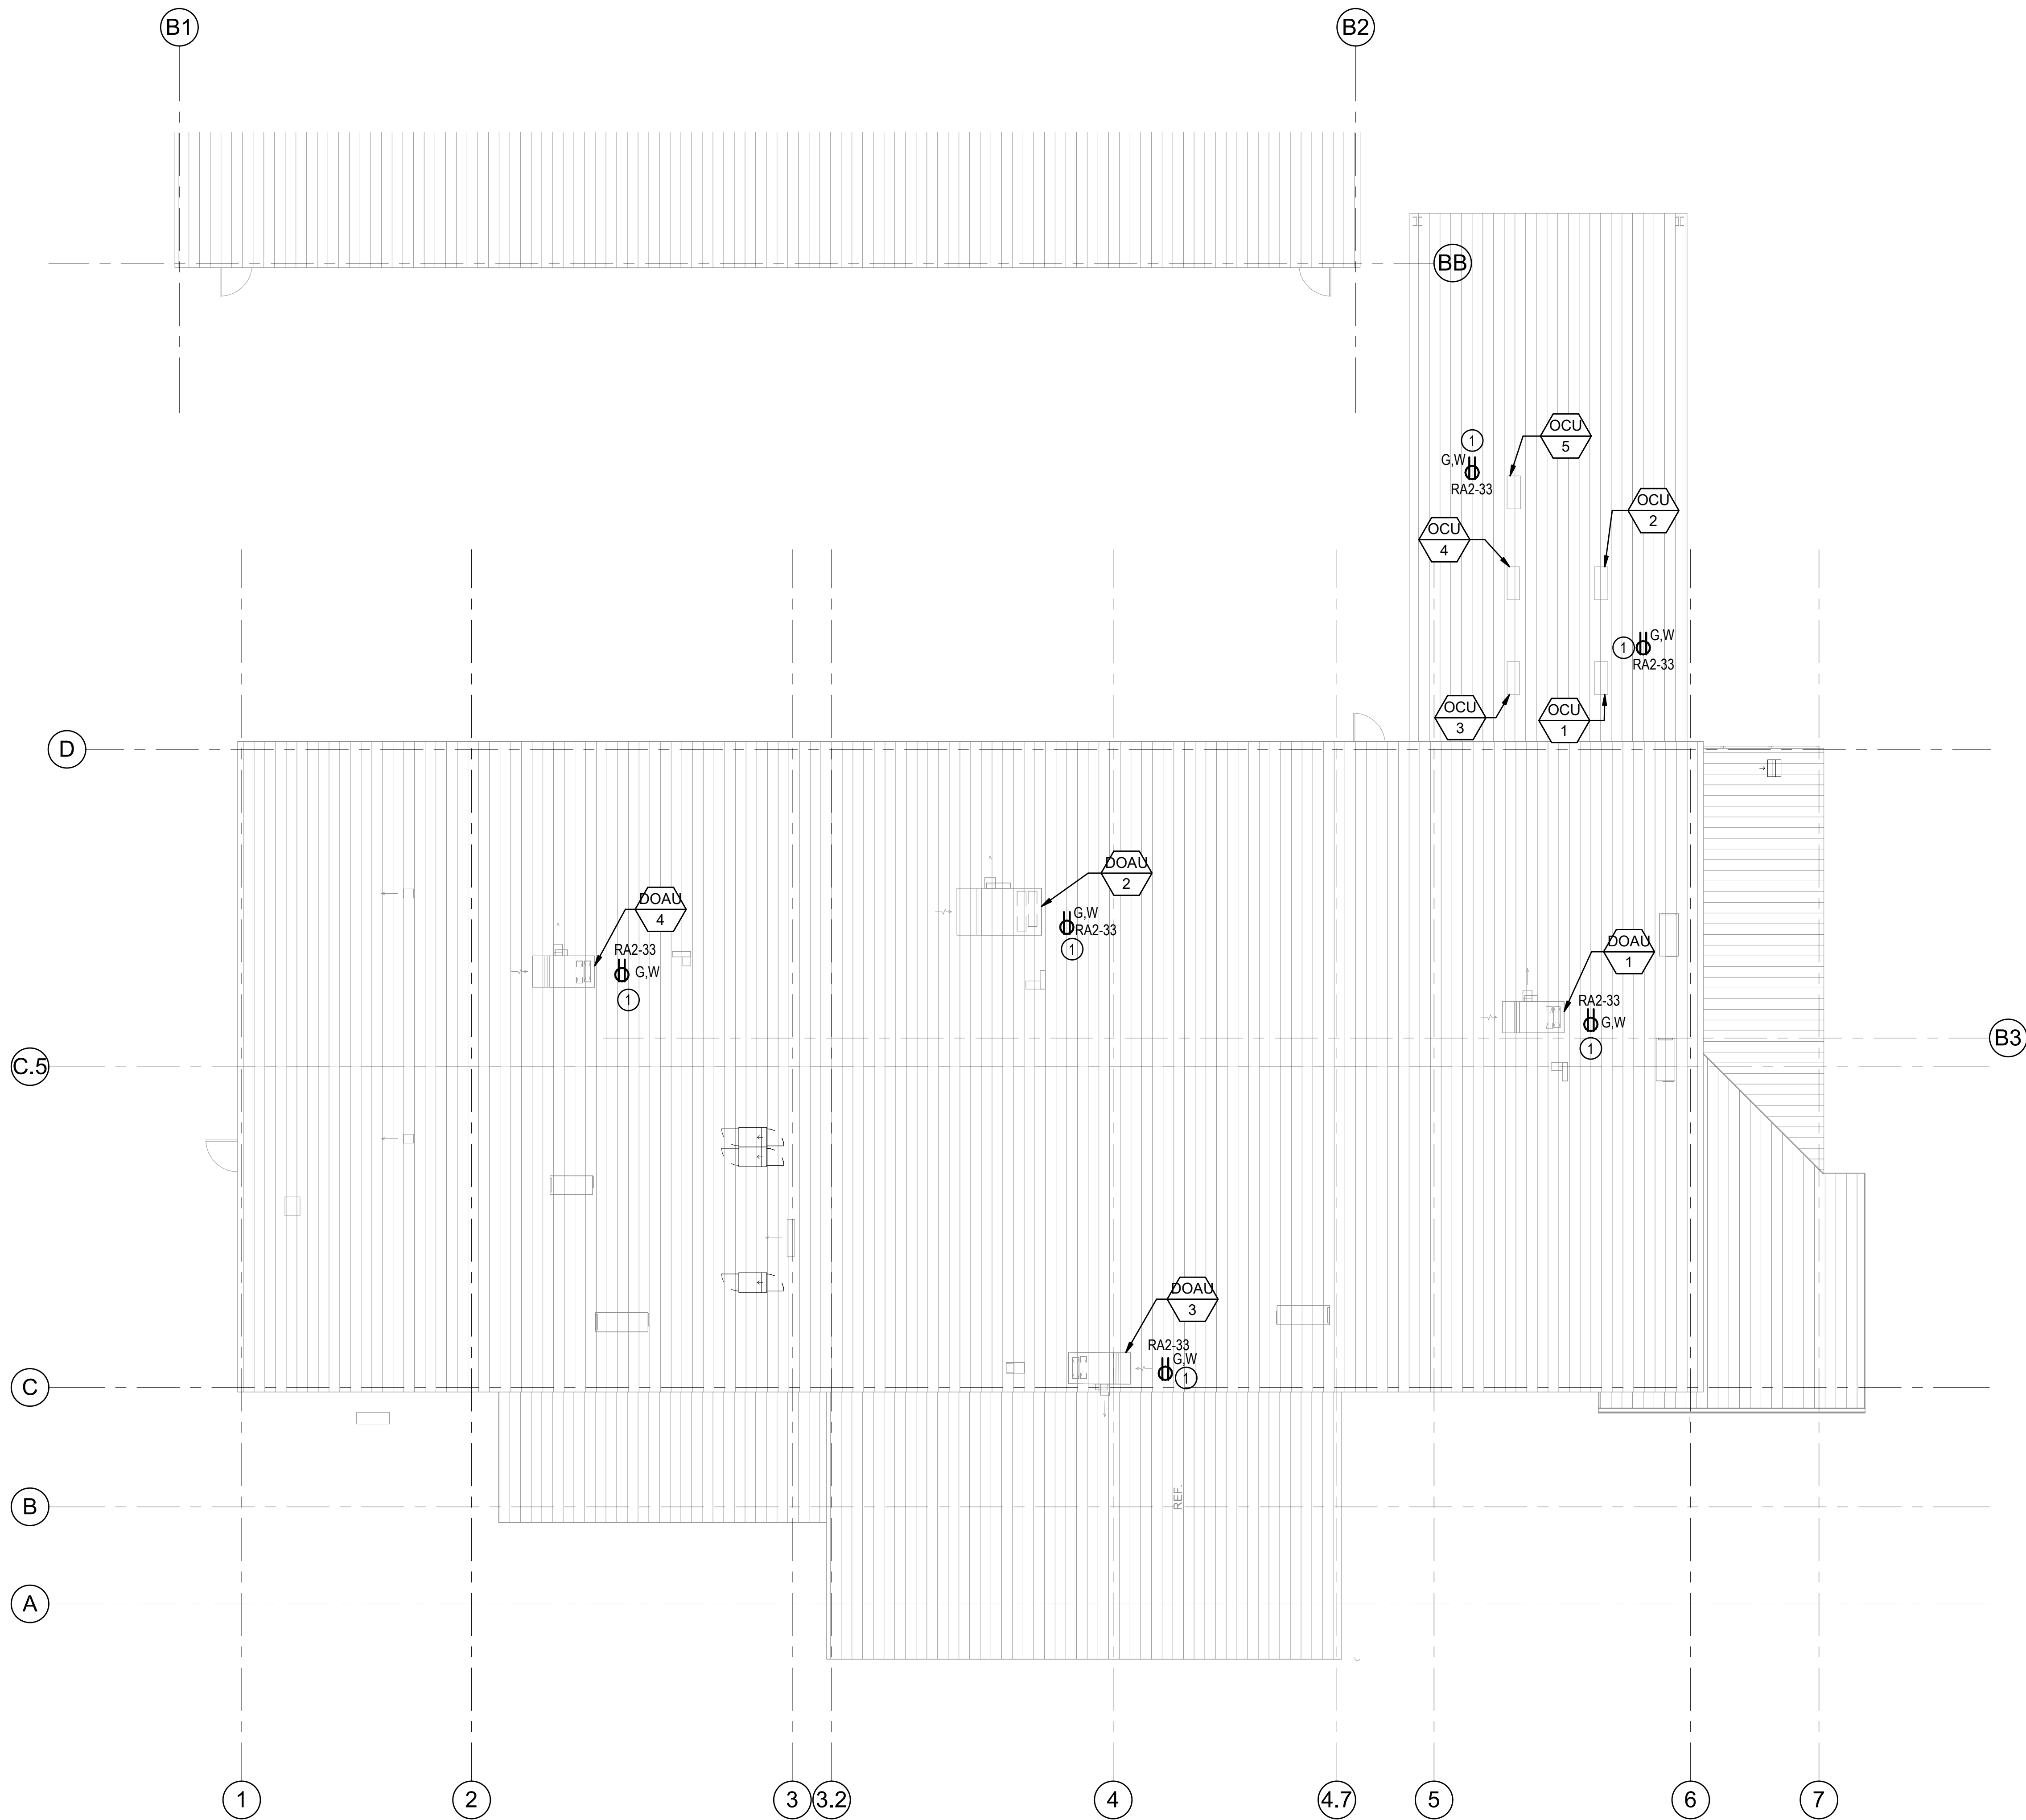 B1
B2
BB
OCU
5
1
G,W
RA2-33
OCU
2
OCU
4
1
G,W
RA2-33
OCU
3
OCU
1
D
DOAU
2
G,W
RA2-33
1
DOAU
4
RA2-33
G,W
1
DOAU
1
RA2-33
G,W
1
B3
C.5
DOAU
3
RA2-33
G,W
1
C
REF.
B
A
1
2
3
3.2
4
4.7
5
6
7